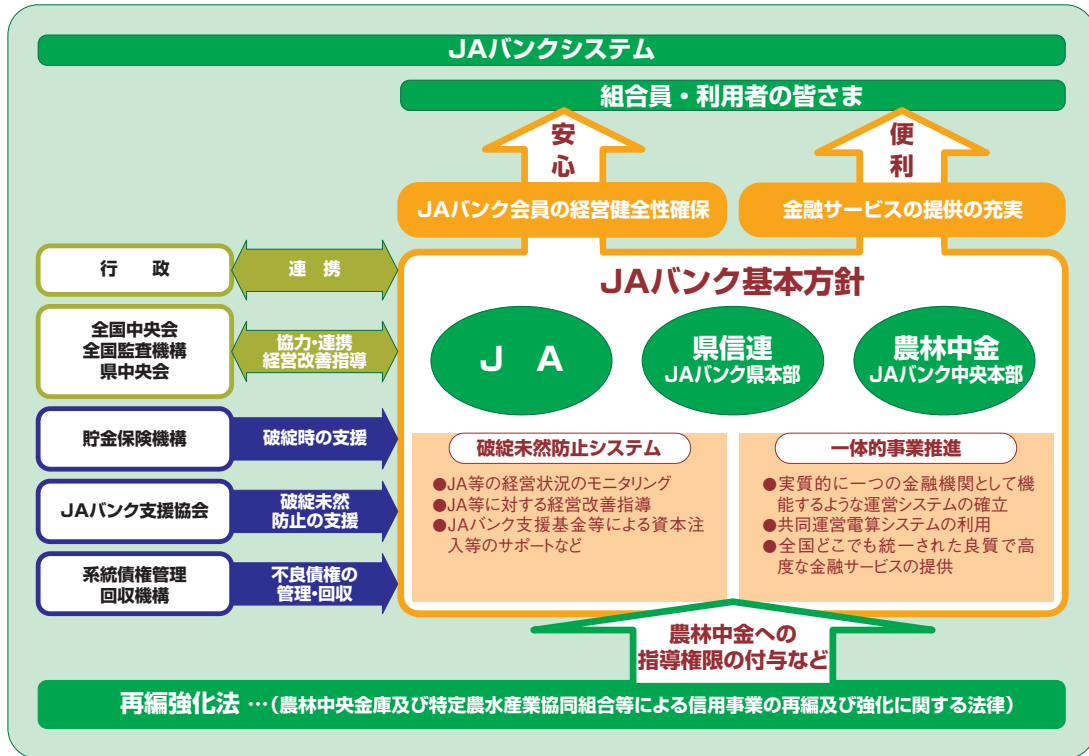 JAバンクシステム
組合員・利用者の皆さま
安心
便利
JAバンク会員の経営健全性確保
金融サービスの提供の充実
行　政
連　携
全国中央会
全国監査機構
県中央会
協力・連携
経営改善指導
貯金保険機構
破綻時の支援
JAバンク支援協会
破綻未然
防止の支援
系統債権管理
回収機構
不良債権の
管理・回収
JAバンク基本方針
J A
県信連
JAバンク県本部
農林中金
JAバンク中央本部
破綻未然防止システム
●JA等の経営状況のモニタリング
●JA等に対する経営改善指導
●JAバンク支援基金等による資本注
入等のサポートなど
一体的事業推進
●実質的に一つの金融機関として機
能するような運営システムの確立
●共同運営電算システムの利用
●全国どこでも統一された良質で高
度な金融サービスの提供
農林中金への
指導権限の付与など
再編強化法 …（農林中央金庫及び特定農水産業協同組合等による信用事業の再編及び強化に関する法律）